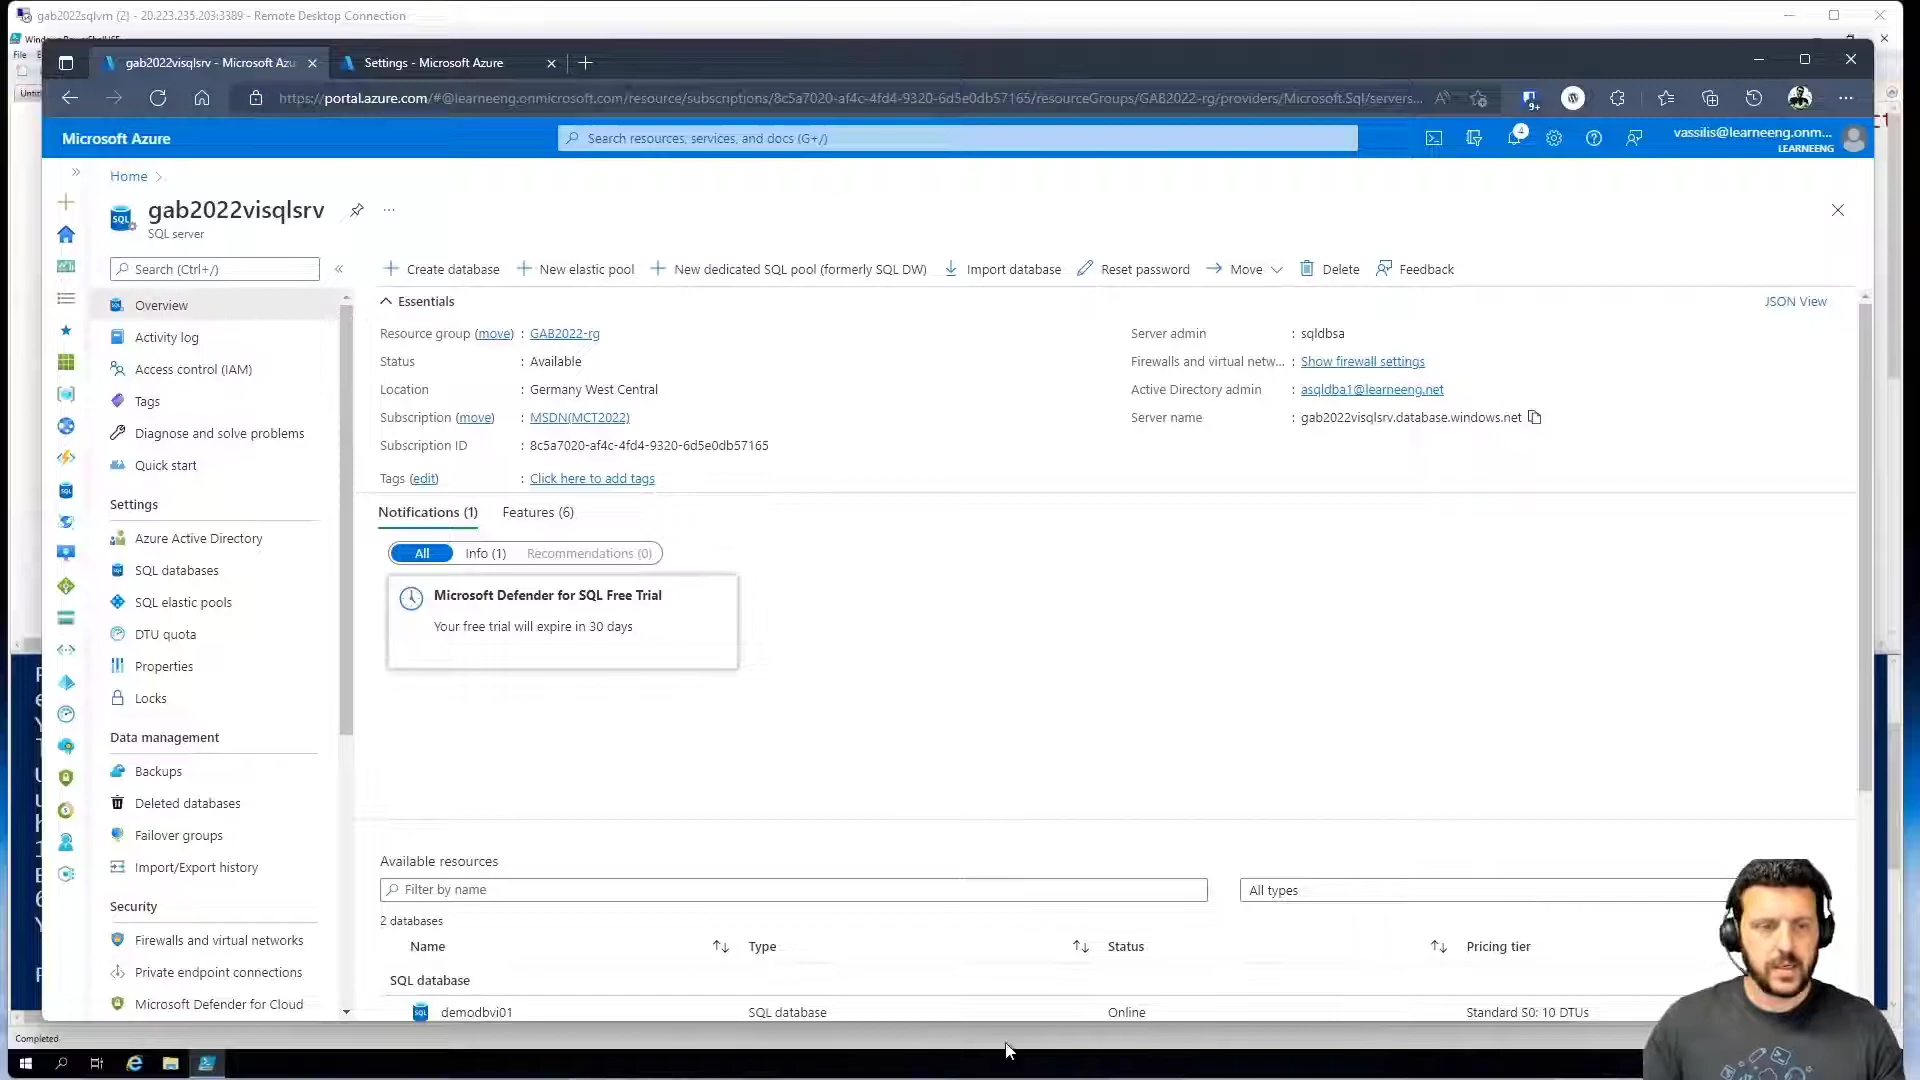 gab2022sqlvm (2) - 20.223.235.203:3389 - Remote Desktop Connection
File
gab2022visqlsrv - Microsoft Azu
Settings - Microsoft Azure
https://portal.azure.com/#@learneeng.onmicrosoft.com/resource/subscriptions/8c5a7020-af4c-4fd4-9320-6d5e0db57165/resourceGroups/GAB2022-rg/providers/Microsoft.Sql/servers...
9+
Microsoft Azure
Search resources, services, and docs (G+/)
4
vassilis@learneeng.onm...
LEARNEENG
Home
gab2022visqlsrv
SQL server
Search (Ctrl+/)
Create database
New elastic pool
New dedicated SQL pool (formerly SQL DW)
Import database
Reset password
Move
Delete
Feedback
Overview
Activity log
Access control (IAM)
Tags
Diagnose and solve problems
Quick start
Settings
Azure Active Directory
SQL databases
SQL elastic pools
DTU quota
Properties
Locks
Data management
Backups
Deleted databases
Failover groups
Import/Export history
Security
Firewalls and virtual networks
Private endpoint connections
Microsoft Defender for Cloud
Essentials
JSON View
Resource group (move) : GAB2022-rg
Status : Available
Location : Germany West Central
Subscription (move) : MSDN(MCT2022)
Subscription ID : 8c5a7020-af4c-4fd4-9320-6d5e0db57165
Tags (edit) : Click here to add tags
Server admin : sqldbsa
Firewalls and virtual netw... : Show firewall settings
Active Directory admin : asqldba1@learneeng.net
Server name : gab2022visqlsrv.database.windows.net
Notifications (1)
Features (6)
All
Info (1)
Recommendations (0)
Microsoft Defender for SQL Free Trial
Your free trial will expire in 30 days
Available resources
Filter by name
All types
2 databases
Name
Type
Status
Pricing tier
SQL database
demodbvi01
SQL database
Online
Standard S0: 10 DTUs
Completed